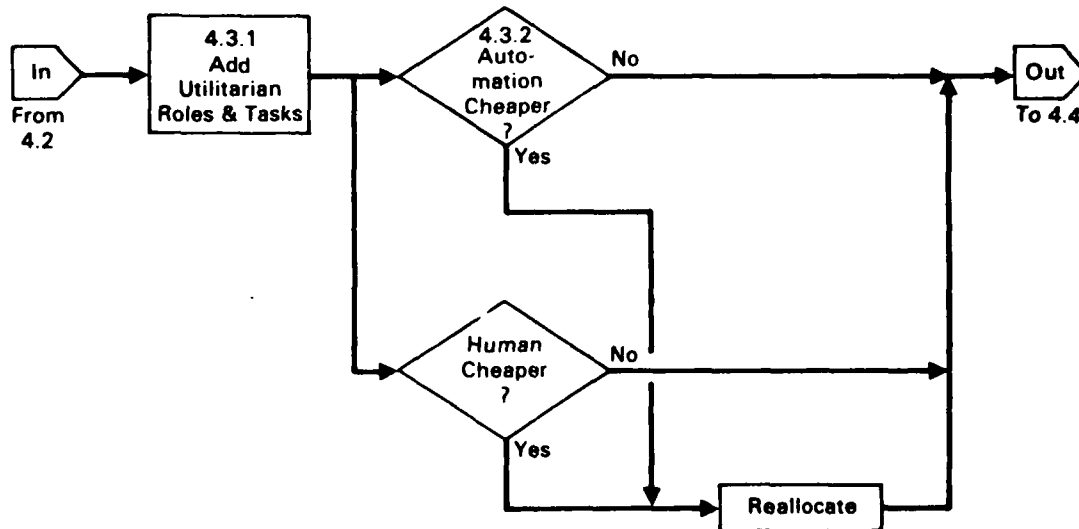 In
From
4.2
4.3.1
Add
Utilitarian
Roles & Tasks
4.3.2
Auto-
mation
Cheaper
?
No
Yes
Out
To 4.4
Human
Cheaper
?
No
Yes
Reallocate